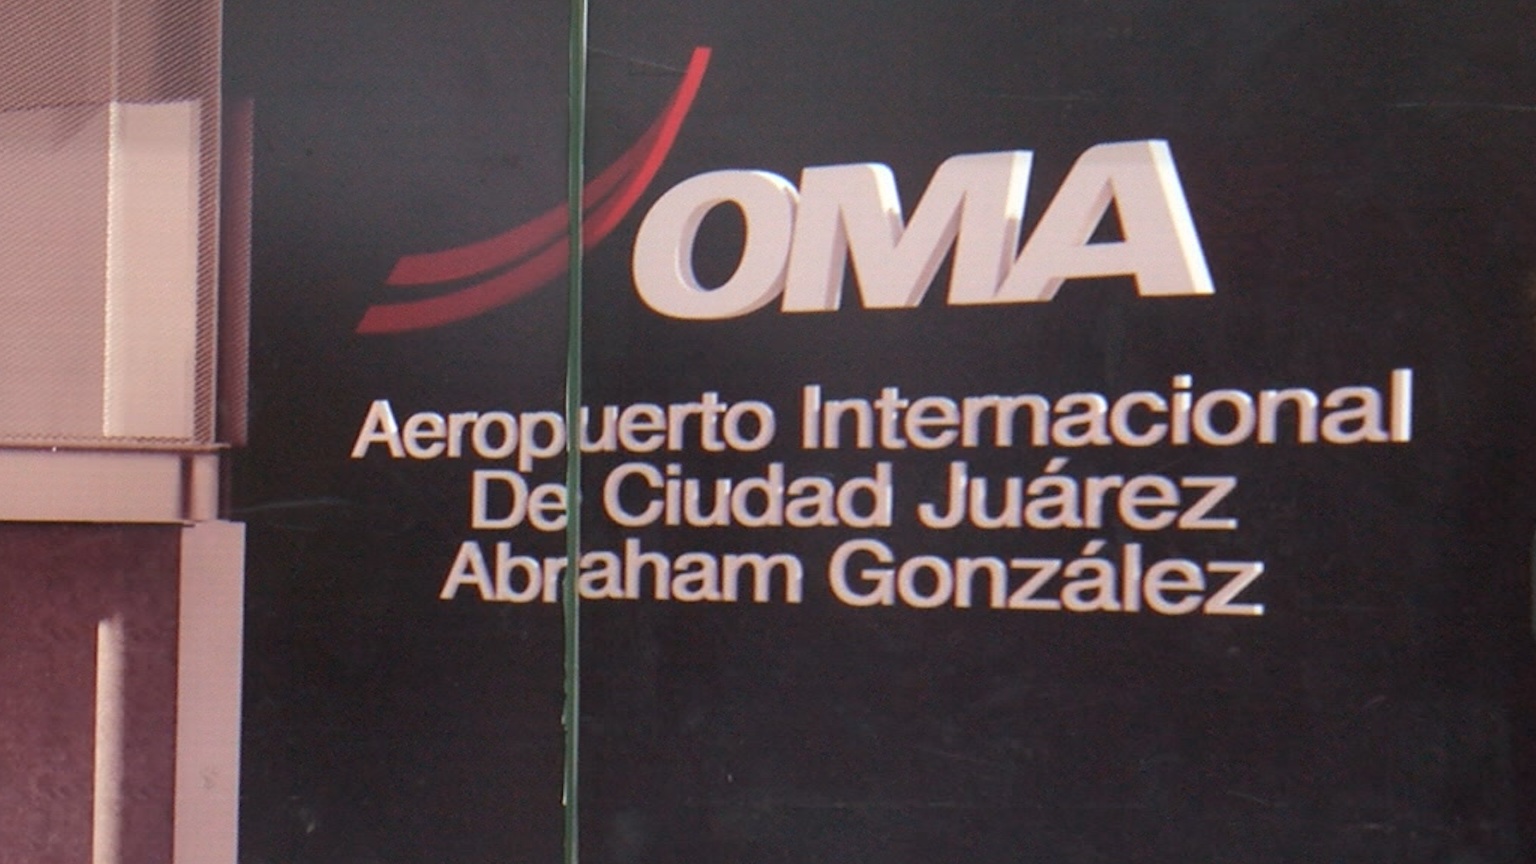 OMA
Aeropuerto Internacional
De Ciudad Juárez
Abraham González